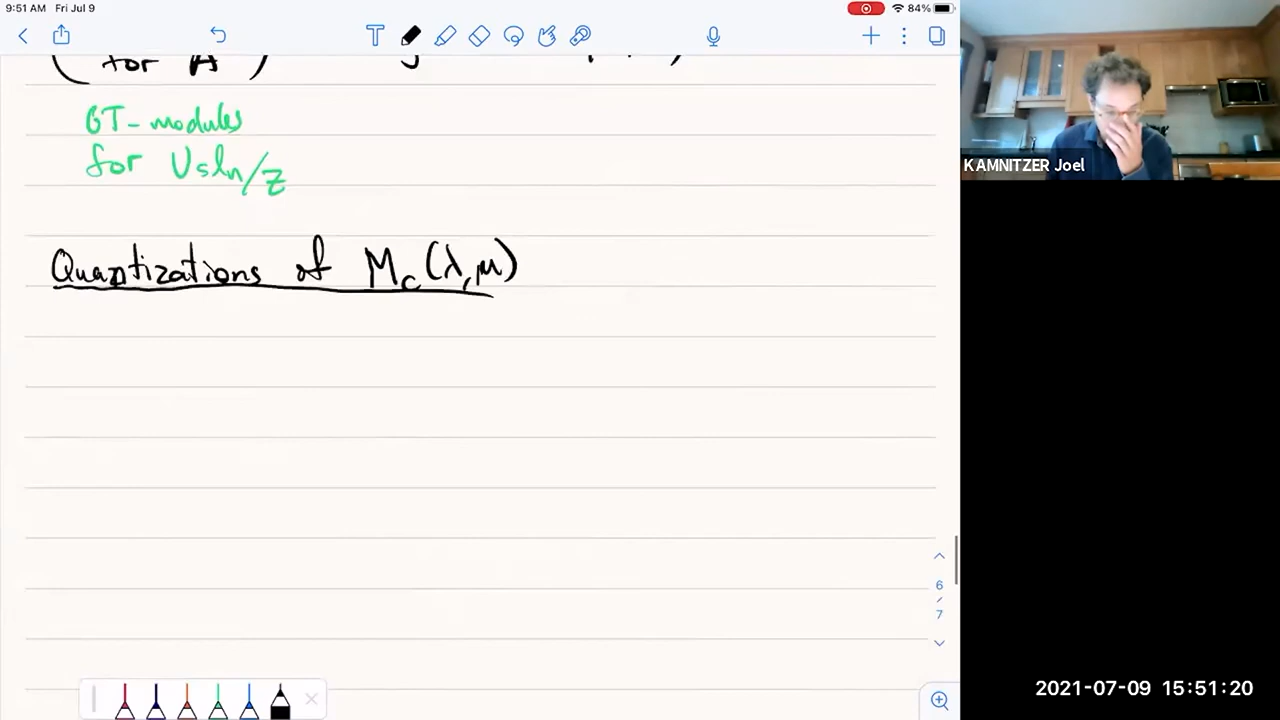 9:51 AM Fri Jul 9
84%
(for A)
GT-modules
for Usln/Z
Quantizations of Mc(λ,μ)
KAMNITZER Joel
6
7
2021-07-09 15:51:20